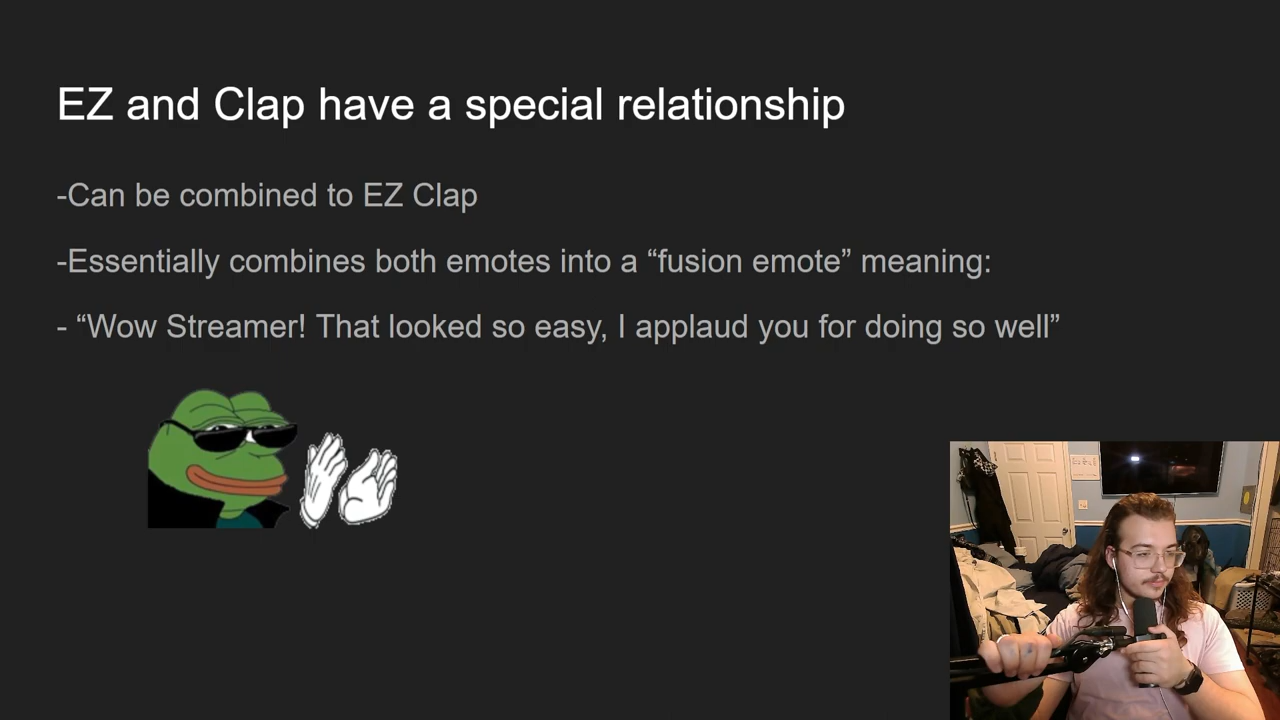 EZ and Clap have a special relationship
-Can be combined to EZ Clap
-Essentially combines both emotes into a “fusion emote” meaning:
- “Wow Streamer! That looked so easy, I applaud you for doing so well”